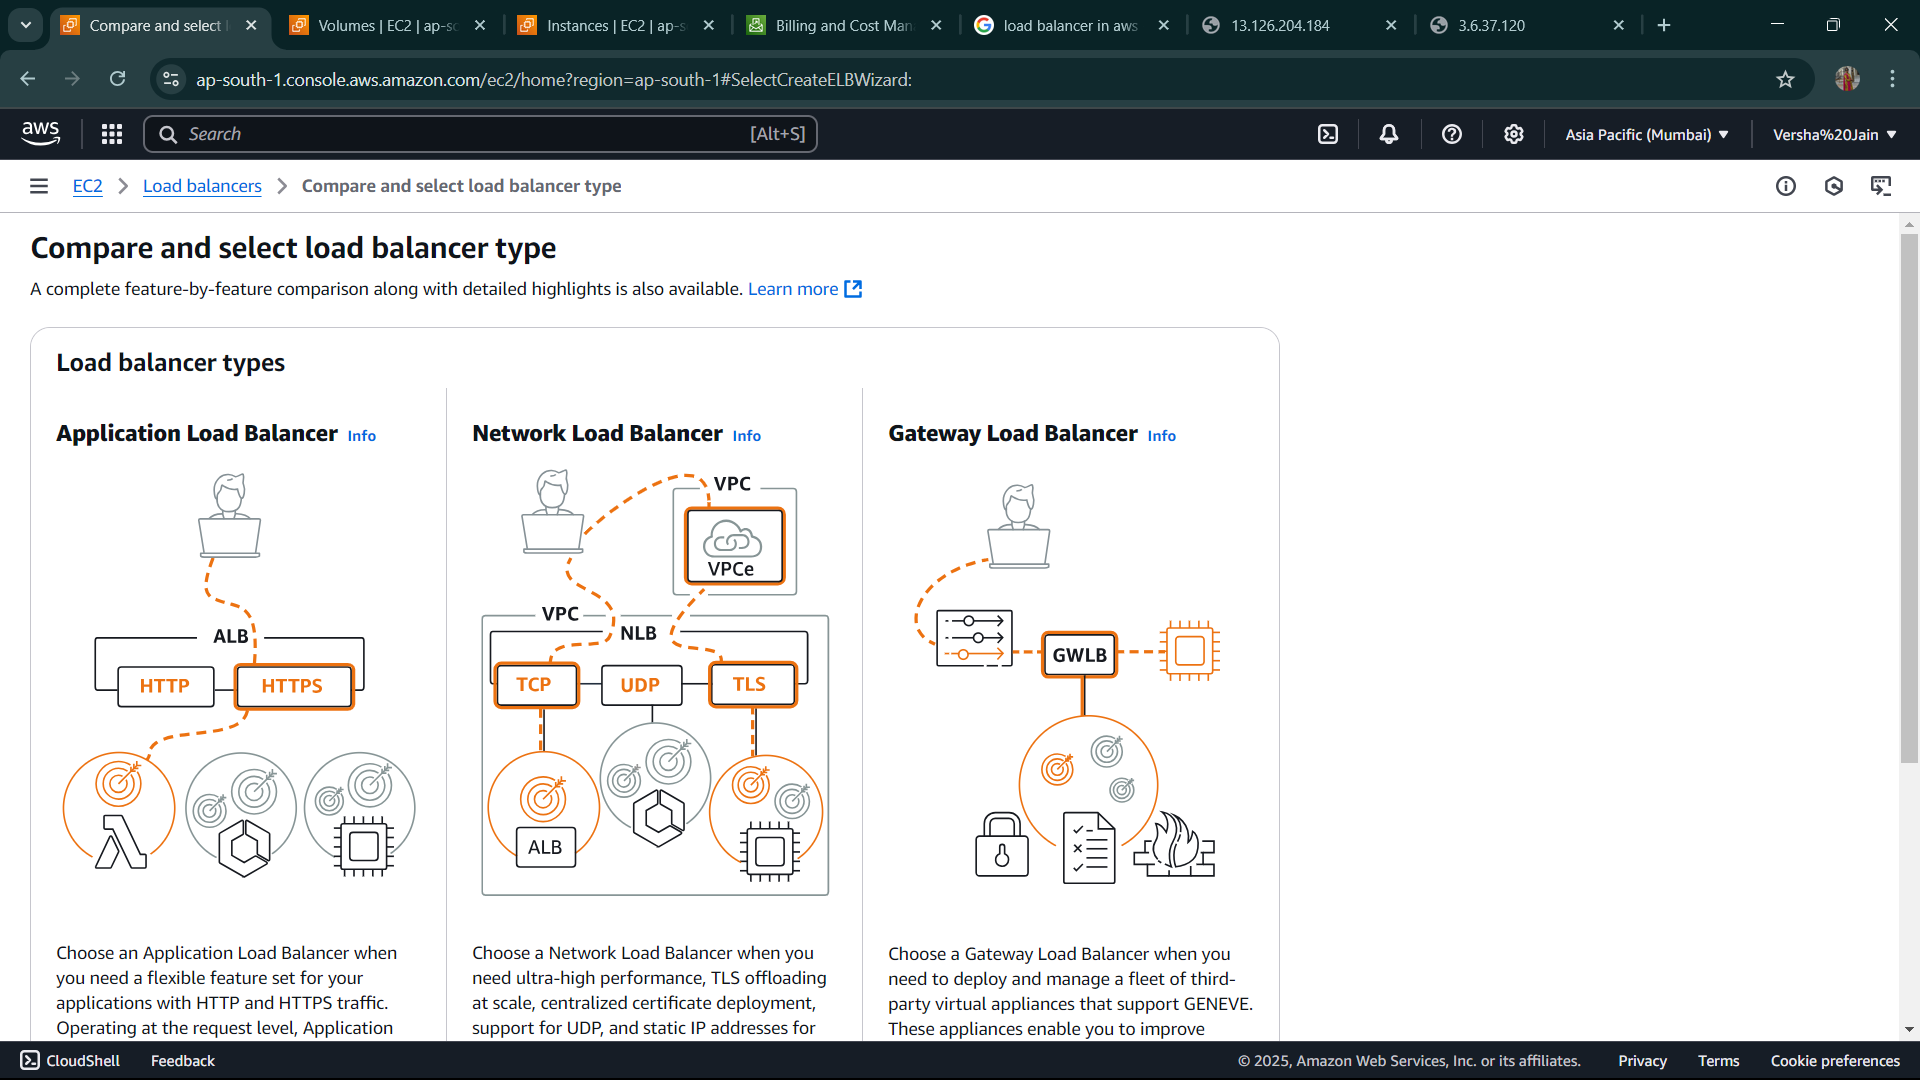 Compare and select l
Volumes | EC2 | ap-so
Instances | EC2 | ap-s
Billing and Cost Man
load balancer in aws
13.126.204.184
3.6.37.120
ap-south-1.console.aws.amazon.com/ec2/home?region=ap-south-1#SelectCreateELBWizard:
aws
Search
[Alt+S]
Asia Pacific (Mumbai)
Versha%20Jain
EC2
Load balancers
Compare and select load balancer type
Compare and select load balancer type
A complete feature-by-feature comparison along with detailed highlights is also available. Learn more
Load balancer types
Application Load Balancer Info
ALB
HTTP
HTTPS
Choose an Application Load Balancer when
you need a flexible feature set for your
applications with HTTP and HTTPS traffic.
Operating at the request level, Application
Network Load Balancer Info
VPC
VPCe
VPC
NLB
TCP
UDP
TLS
ALB
Choose a Network Load Balancer when you
need ultra-high performance, TLS offloading
at scale, centralized certificate deployment,
support for UDP, and static IP addresses for
Gateway Load Balancer Info
GWLB
Choose a Gateway Load Balancer when you
need to deploy and manage a fleet of third-
party virtual appliances that support GENEVE.
These appliances enable you to improve
CloudShell
Feedback
© 2025, Amazon Web Services, Inc. or its affiliates.
Privacy
Terms
Cookie preferences